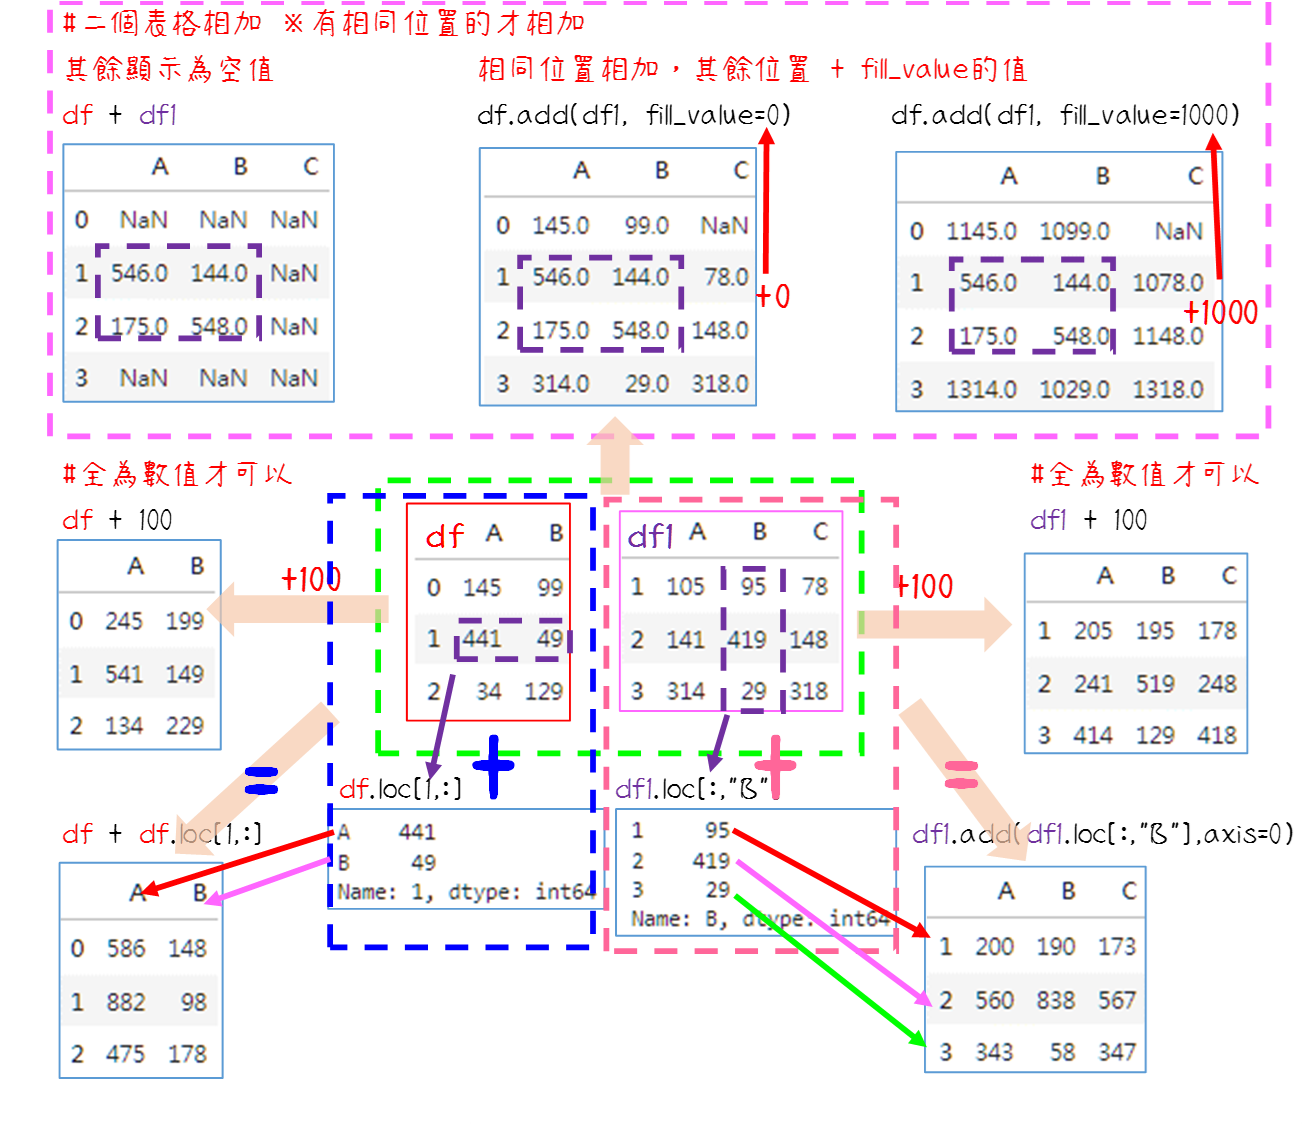 #二個表格相加 ※有相同位置的才相加
其餘顯示為空值
df + df1
A B C
0 NaN NaN NaN
1 546.0 144.0 NaN
2 175.0 548.0 NaN
3 NaN NaN NaN
相同位置相加，其餘位置 + fill_value的值
df.add(df1, fill_value=0)
A B C
0 145.0 99.0 NaN
1 546.0 144.0 78.0
2 175.0 548.0 148.0
3 314.0 29.0 318.0
+0
df.add(df1, fill_value=1000)
A B C
0 1145.0 1099.0 NaN
1 546.0 144.0 1078.0
2 175.0 548.0 1148.0
3 1314.0 1029.0 1318.0
+1000
#全為數值才可以
df + 100
A B
0 245 199
1 541 149
2 134 229
+100
df A B
0 145 99
1 441 49
2 34 129
df1 A B C
1 105 95 78
2 141 419 148
3 314 29 318
+100
#全為數值才可以
df1 + 100
A B C
1 205 195 178
2 241 519 248
3 414 129 418
+
+
=
=
df + df.loc[1,:]
A B
0 586 148
1 882 98
2 475 178
df.loc[1,:]
A 441
B 49
Name: 1, dtype: int64
df1.loc[:,"B"]
1 95
2 419
3 29
Name: B, dtype: int64
df1.add(df1.loc[:,"B"],axis=0)
A B C
1 200 190 173
2 560 838 567
3 343 58 347